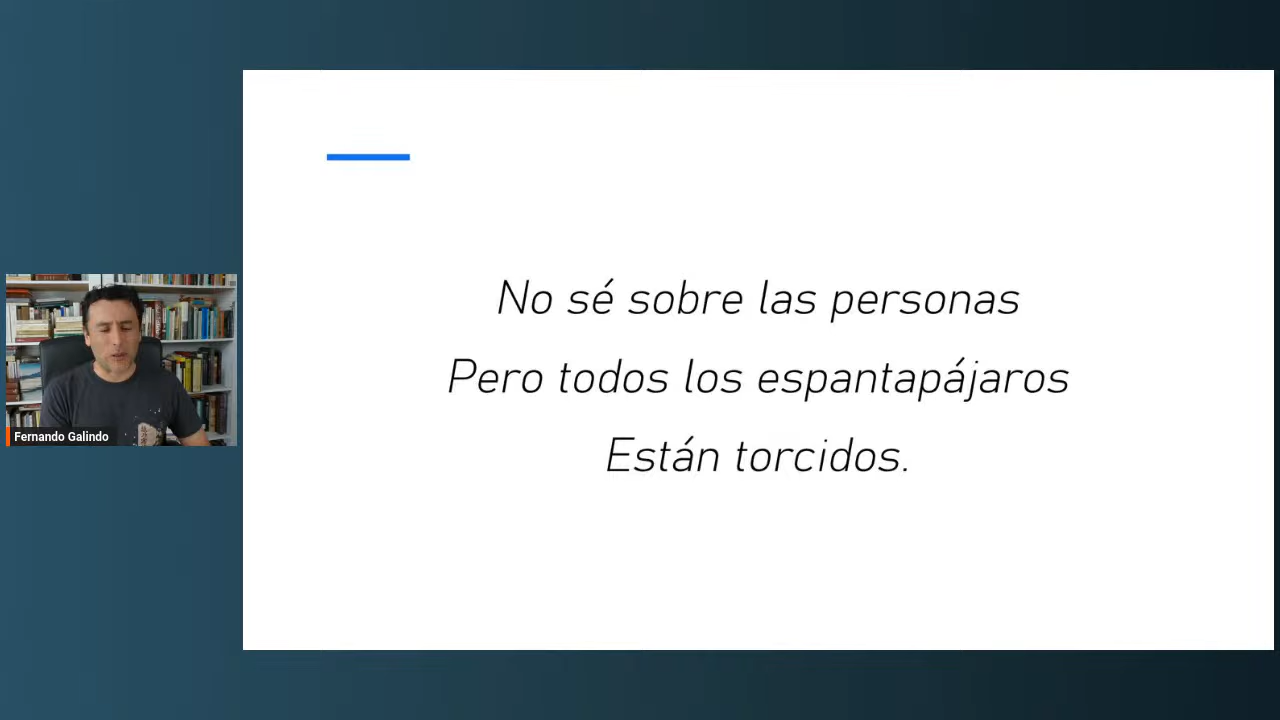 No sé sobre las personas
Pero todos los espantapájaros
Están torcidos.
Fernando Galindo